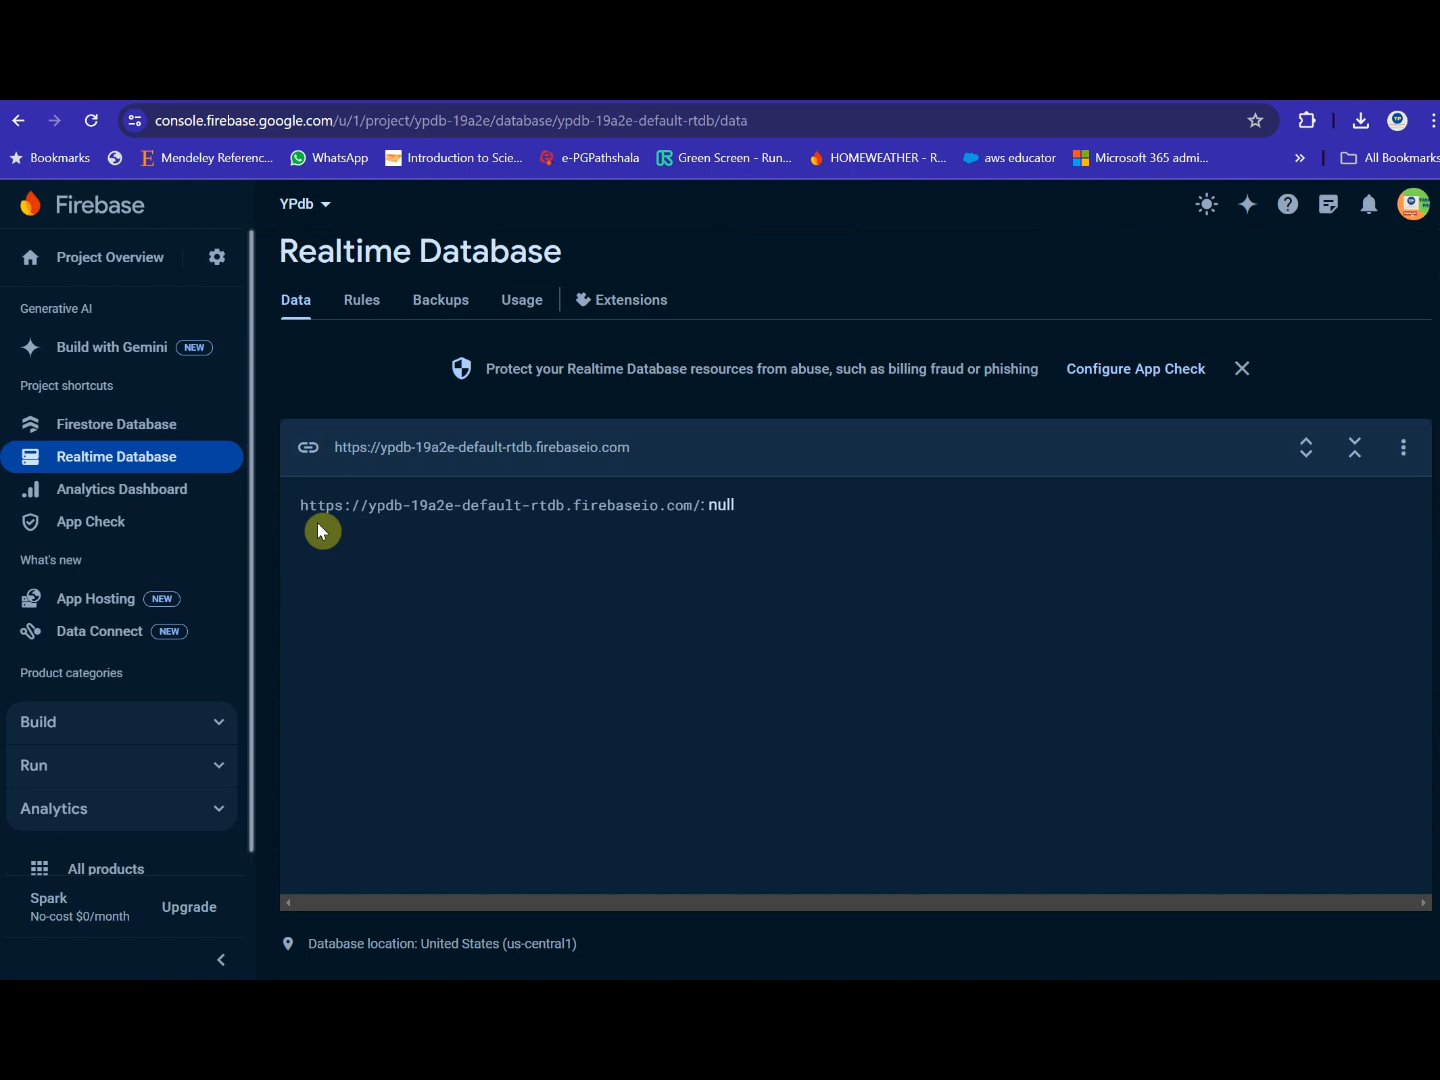 console.firebase.google.com/u/1/project/ypdb-19a2e/database/ypdb-19a2e-default-rtdb/data
Bookmarks
Mendeley Referenc...
WhatsApp
Introduction to Scie...
e-PGPathshala
Green Screen - Run...
HOMEWEATHER - R...
aws educator
Microsoft 365 admi...
»
All Bookmarks
Firebase
YPdb
Project Overview
Realtime Database
Data
Rules
Backups
Usage
Extensions
Generative AI
Build with Gemini NEW
Protect your Realtime Database resources from abuse, such as billing fraud or phishing
Configure App Check
Project shortcuts
Firestore Database
Realtime Database
Analytics Dashboard
App Check
https://ypdb-19a2e-default-rtdb.firebaseio.com
https://ypdb-19a2e-default-rtdb.firebaseio.com/: null
What's new
App Hosting NEW
Data Connect NEW
Product categories
Build
Run
Analytics
All products
Spark
No-cost $0/month
Upgrade
Database location: United States (us-central1)